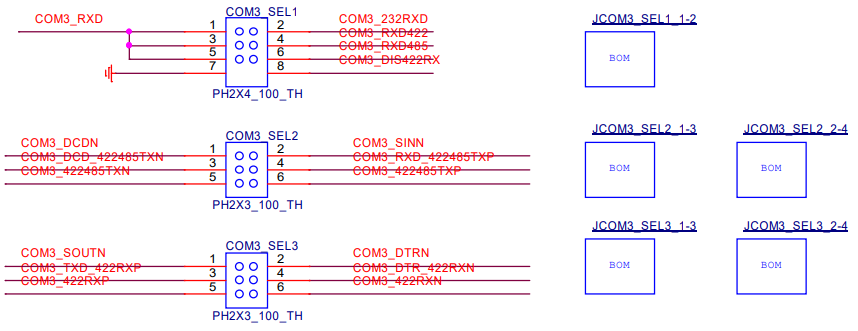 COM3_SEL1
COM3_RXD
COM3_232RXD
JCOM3_SEL1_1-2
1 2
COM3_RXD422
3 4
COM3_RXD485
5 6
COM3_DIS422RX
7 8
BOM
PH2X4_100_TH
COM3_SEL2
JCOM3_SEL2_1-3
JCOM3_SEL2_2-4
COM3_DCDN
COM3_SINN
1 2
COM3_DCD_422485TXN
COM3_RXD_422485TXP
3 4
COM3_422485TXN
COM3_422485TXP
5 6
BOM
BOM
PH2X3_100_TH
JCOM3_SEL3_1-3
JCOM3_SEL3_2-4
COM3_SEL3
COM3_SOUTN
COM3_DTRN
1 2
COM3_TXD_422RXP
COM3_DTR_422RXN
3 4
COM3_422RXP
COM3_422RXN
5 6
BOM
BOM
PH2X3_100_TH